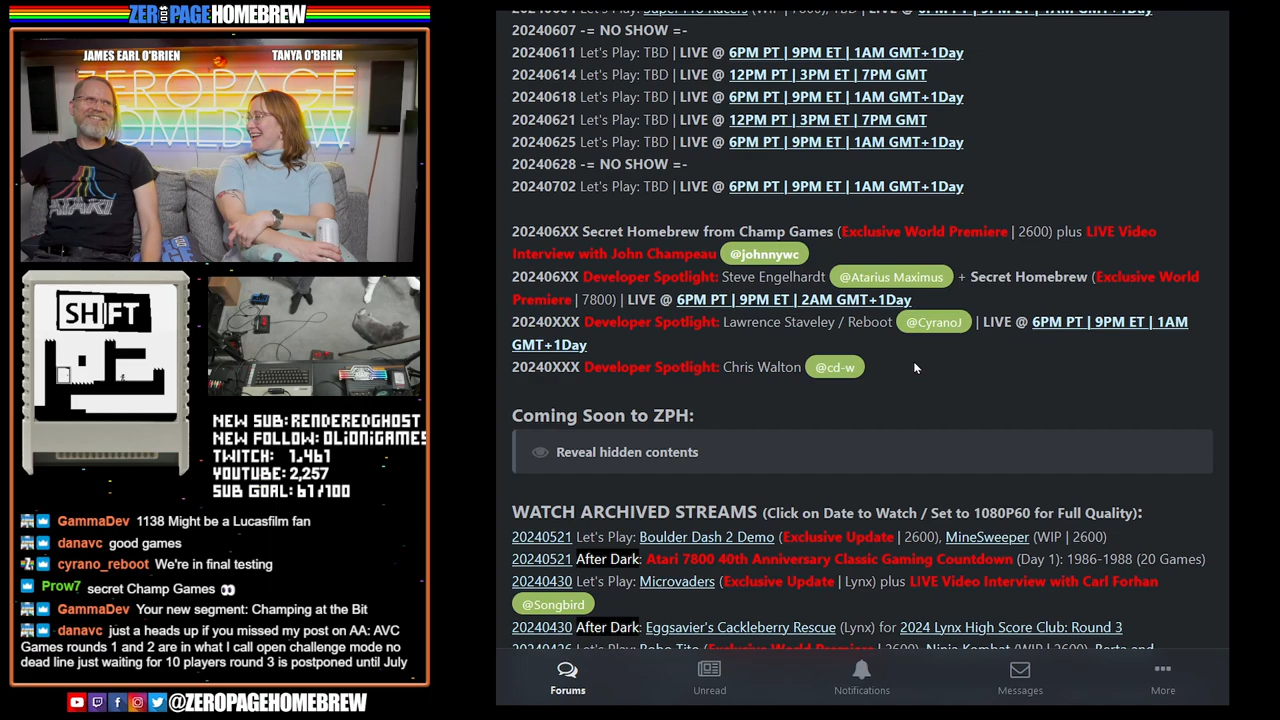 ZEROPAGEHOMEBREW
JAMES EARL O'BRIEN
TANYA O'BRIEN
ZEROPAGE
HOMEBREW
ATARI
SHIFT
NEW SUB:RENDEREDGHOST
NEW FOLLOW:OLIONIGAMES
TWITCH: 1,461
YOUTUBE: 2,257
SUB GOAL:67/100
GammaDev 1138 Might be a Lucasfilm fan
danavc good games
cyrano_reboot We're in final testing
Prow7 secret Champ Games 👀
GammaDev Your new segment: Champing at the Bit
danavc just a heads up if you missed my post on AA: AVC
Games rounds 1 and 2 are in what I call open challenge mode no
dead line just waiting for 10 players round 3 is postponed until July
@ZEROPAGEHOMEBREW
20240607 -= NO SHOW =-
20240611 Let's Play: TBD | LIVE @ 6PM PT | 9PM ET | 1AM GMT+1Day
20240614 Let's Play: TBD | LIVE @ 12PM PT | 3PM ET | 7PM GMT
20240618 Let's Play: TBD | LIVE @ 6PM PT | 9PM ET | 1AM GMT+1Day
20240621 Let's Play: TBD | LIVE @ 12PM PT | 3PM ET | 7PM GMT
20240625 Let's Play: TBD | LIVE @ 6PM PT | 9PM ET | 1AM GMT+1Day
20240628 -= NO SHOW =-
20240702 Let's Play: TBD | LIVE @ 6PM PT | 9PM ET | 1AM GMT+1Day
202406XX Secret Homebrew from Champ Games (Exclusive World Premiere | 2600) plus LIVE Video
Interview with John Champeau @johnnywc
202406XX Developer Spotlight: Steve Engelhardt @Atarius Maximus + Secret Homebrew (Exclusive World
Premiere | 7800) | LIVE @ 6PM PT | 9PM ET | 2AM GMT+1Day
20240XXX Developer Spotlight: Lawrence Staveley / Reboot @CyranoJ | LIVE @ 6PM PT | 9PM ET | 1AM
GMT+1Day
20240XXX Developer Spotlight: Chris Walton @cd-w
Coming Soon to ZPH:
Reveal hidden contents
WATCH ARCHIVED STREAMS (Click on Date to Watch / Set to 1080P60 for Full Quality):
20240521 Let's Play: Boulder Dash 2 Demo (Exclusive Update | 2600), MineSweeper (WIP | 2600)
20240521 After Dark: Atari 7800 40th Anniversary Classic Gaming Countdown (Day 1): 1986-1988 (20 Games)
20240430 Let's Play: Microvaders (Exclusive Update | Lynx) plus LIVE Video Interview with Carl Forhan
@Songbird
20240430 After Dark: Eggsavier's Cackleberry Rescue (Lynx) for 2024 Lynx High Score Club: Round 3
Forums
Unread
Notifications
Messages
More